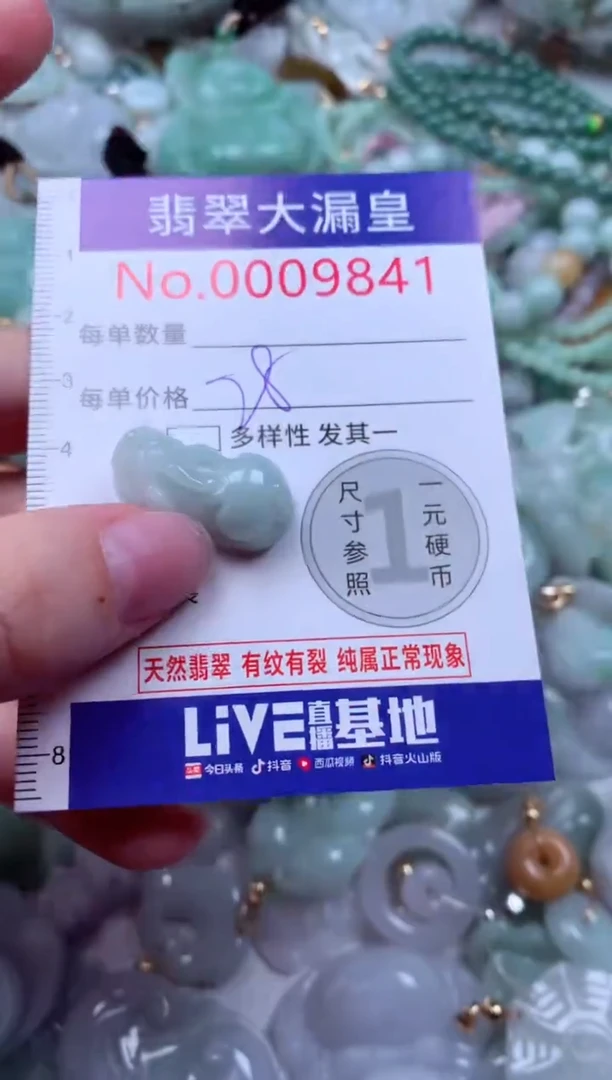 翡翠大漏皇
No.0009841
1
2
每单数量
3
每单价格 28
4
多样性 发其一
尺寸参照
1
一元硬币
天然翡翠 有纹有裂 纯属正常现象
LiVE直播基地
8
头条 今日头条 抖音 西瓜视频 抖音火山版